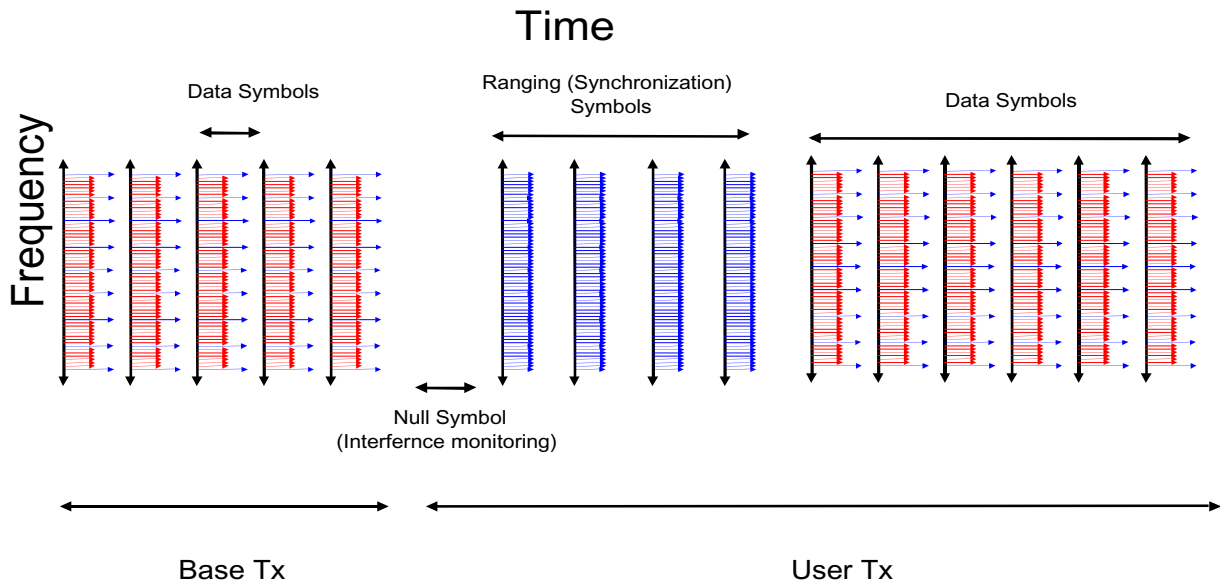 Time
Data Symbols
Ranging (Synchronization)
Symbols
Data Symbols
Frequency
Null Symbol
(Interfernce monitoring)
Base Tx
User Tx